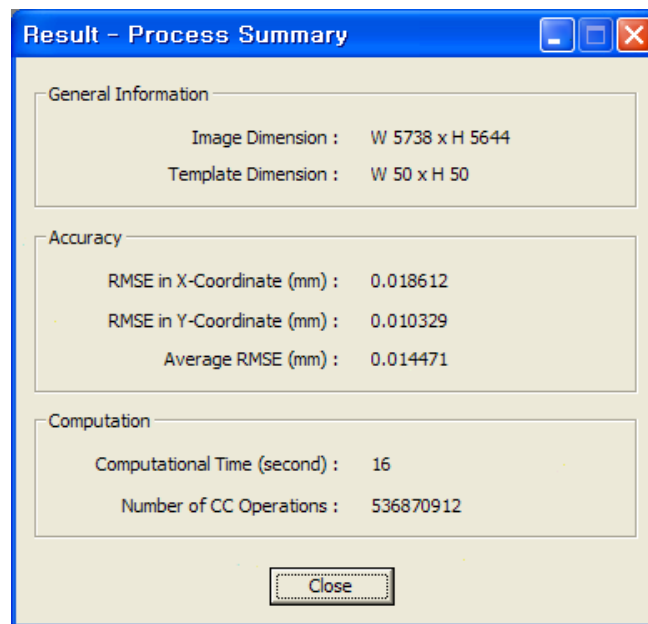 Result - Process Summary
General Information
Image Dimension : W 5738 x H 5644
Template Dimension : W 50 x H 50
Accuracy
RMSE in X-Coordinate (mm) : 0.018612
RMSE in Y-Coordinate (mm) : 0.010329
Average RMSE (mm) : 0.014471
Computation
Computational Time (second) : 16
Number of CC Operations : 536870912
Close